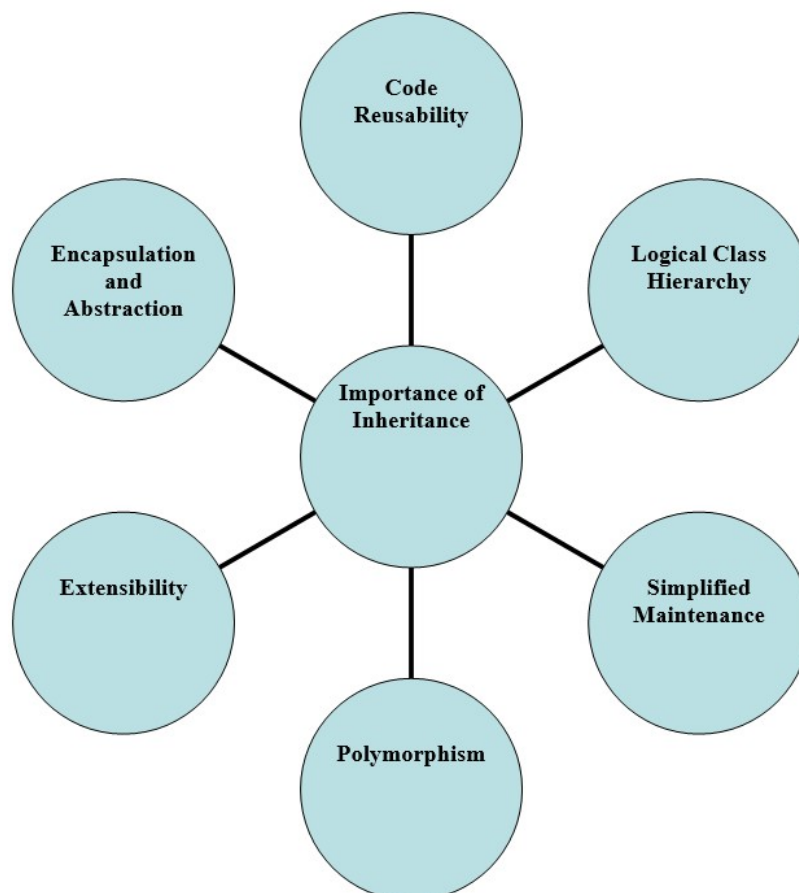 Code
Reusability
Logical Class
Hierarchy
Encapsulation
and
Abstraction
Importance of
Inheritance
Extensibility
Simplified
Maintenance
Polymorphism